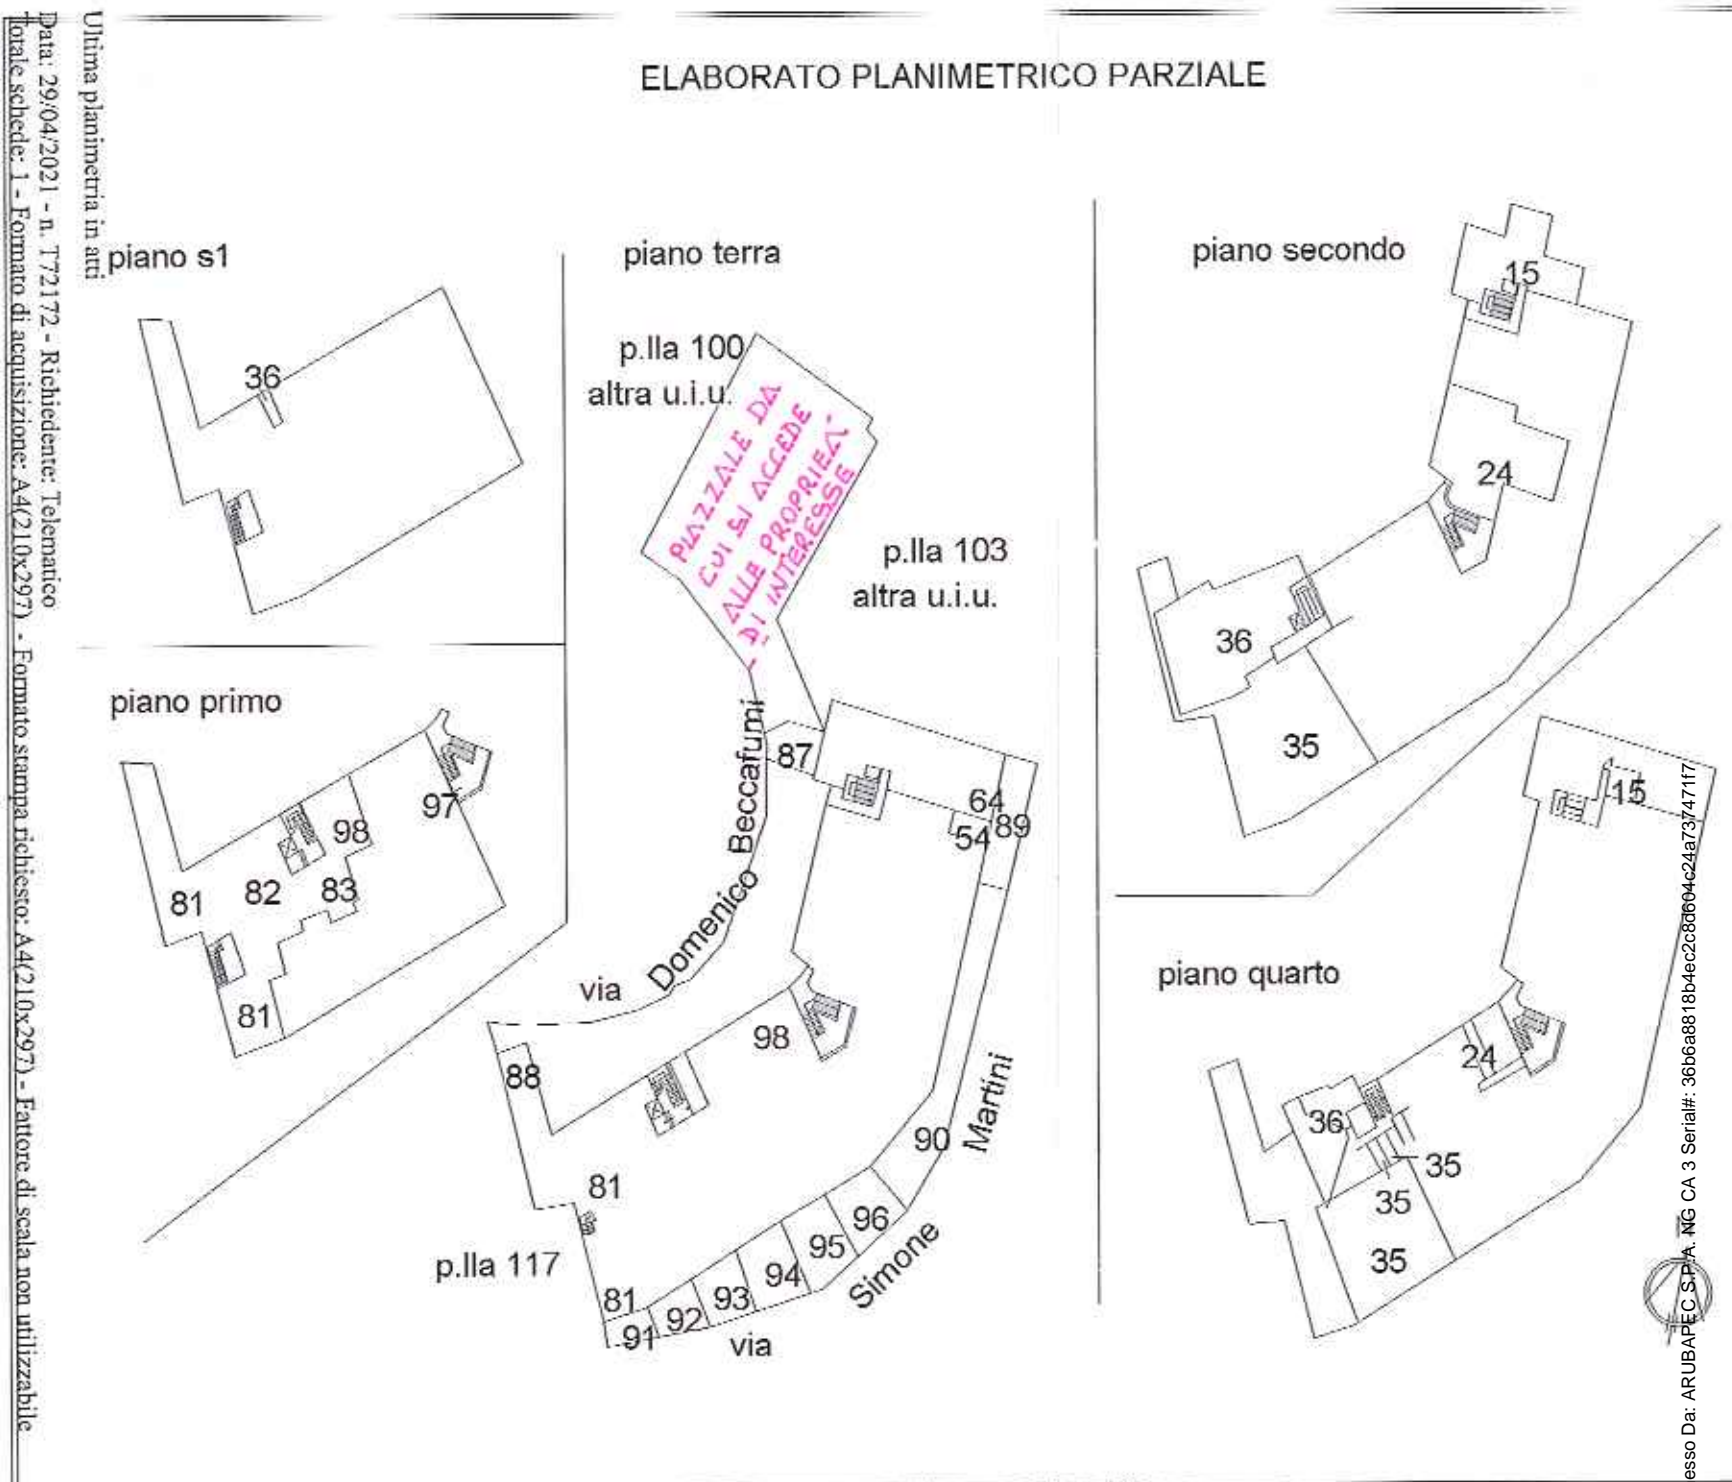 ELABORATO PLANIMETRICO PARZIALE
Ultima planimetria in atti
Data: 29/04/2021 - n. T72172 - Richiedente: Telematico
Totale schede: 1 - Formato di acquisizione: A4(210x297) - Formato stampa richiesto: A4(210x297) - Fattore di scala non utilizzabile
piano s1
36
piano primo
97
98
82
83
81
81
piano terra
p.lla 100
altra u.i.u.
PIAZZALE DA
CUI SI ACCEDE
ALLE PROPRIETA'
DI INTERESSE
p.lla 103
altra u.i.u.
87
64
89
54
via Domenico Beccafumi
98
88
90
81
96
95
p.lla 117
94
93
81
92
91
via Simone Martini
piano secondo
15
24
36
35
piano quarto
15
24
36
35
35
35
esso Da: ARUBAPEC S.P.A. NG CA 3 Serial#: 36b6a8818b4ec2c8d604c24a737471f7